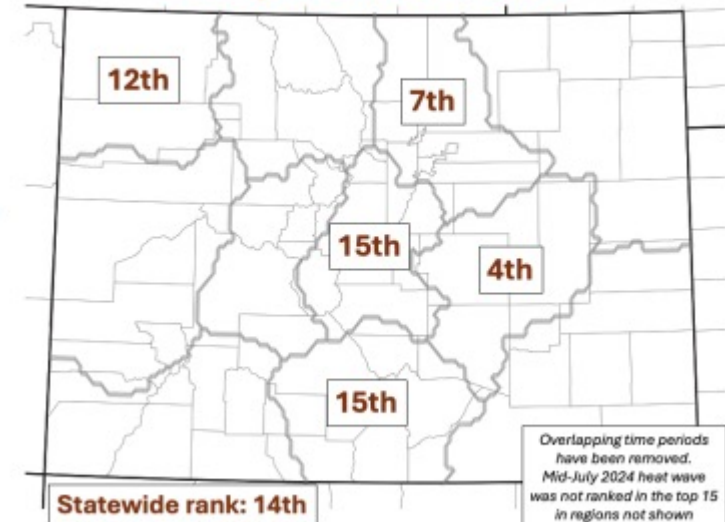 12th
7th
15th
4th
15th
Overlapping time periods
have been removed.
Mid-July 2024 heat wave
was not ranked in the top 15
in regions not shown
Statewide rank: 14th